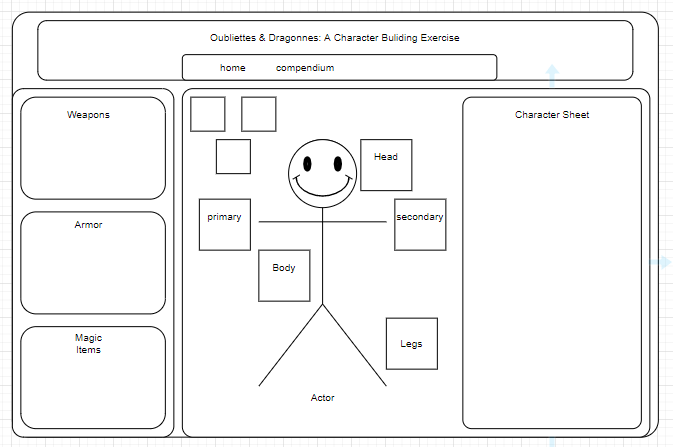 Oubliettes & Dragonnes: A Character Buliding Exercise
home compendium
Weapons
Character Sheet
Head
primary
secondary
Armor
Body
Magic
Items
Legs
Actor